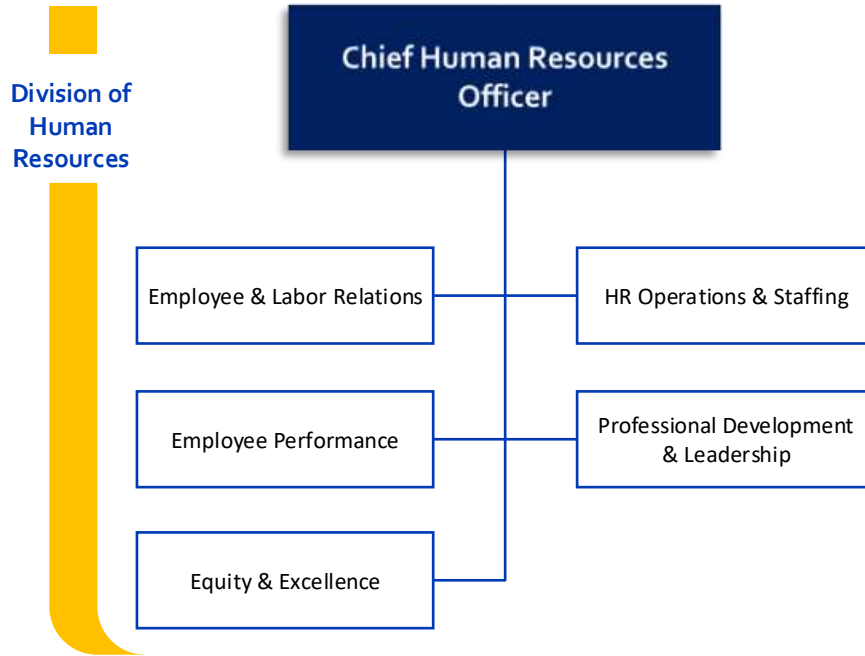 Chief Human Resources
Officer
Division of
Human
Resources
Employee & Labor Relations
HR Operations & Staffing
Employee Performance
Professional Development
& Leadership
Equity & Excellence